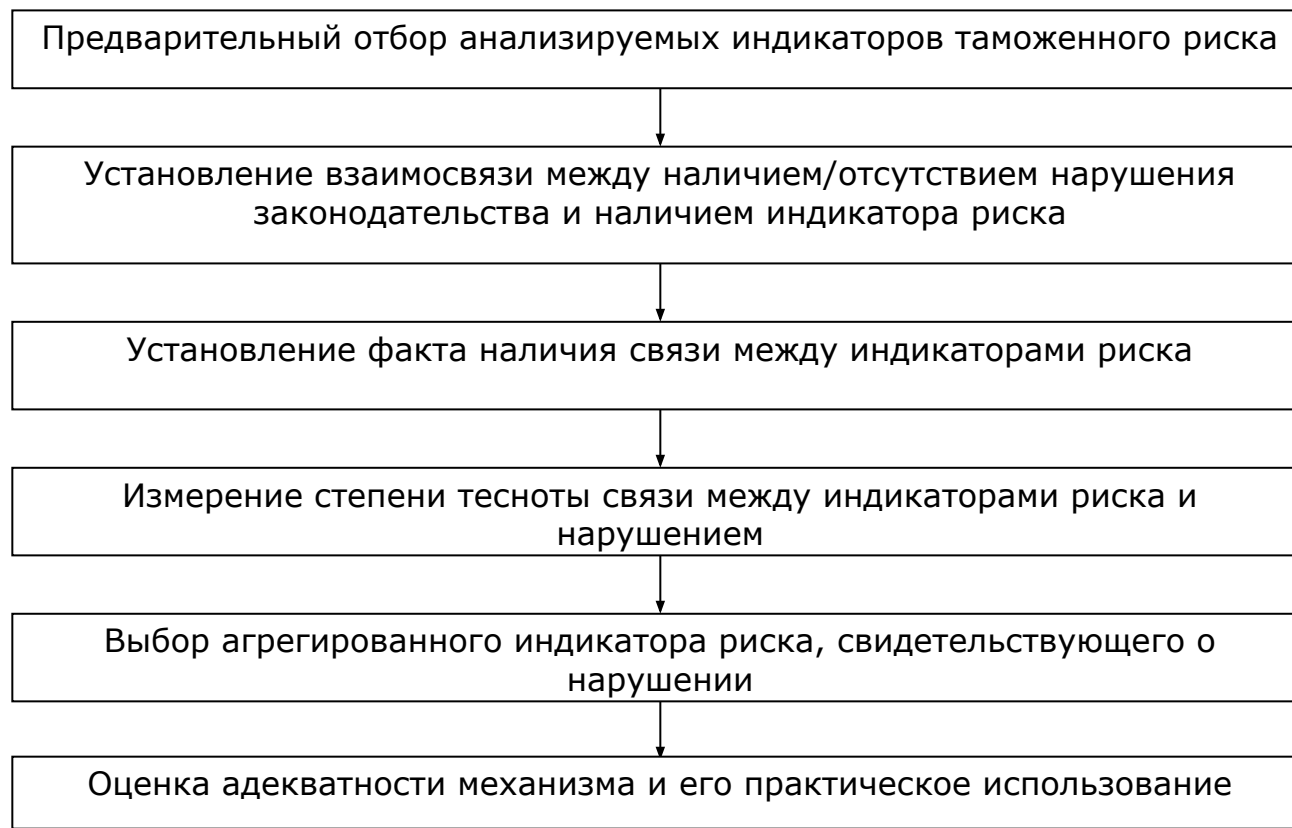 Предварительный отбор анализируемых индикаторов таможенного риска
Установление взаимосвязи между наличием/отсутствием нарушения
законодательства и наличием индикатора риска
Установление факта наличия связи между индикаторами риска
Измерение степени тесноты связи между индикаторами риска и
нарушением
Выбор агрегированного индикатора риска, свидетельствующего о
нарушении
Оценка адекватности механизма и его практическое использование